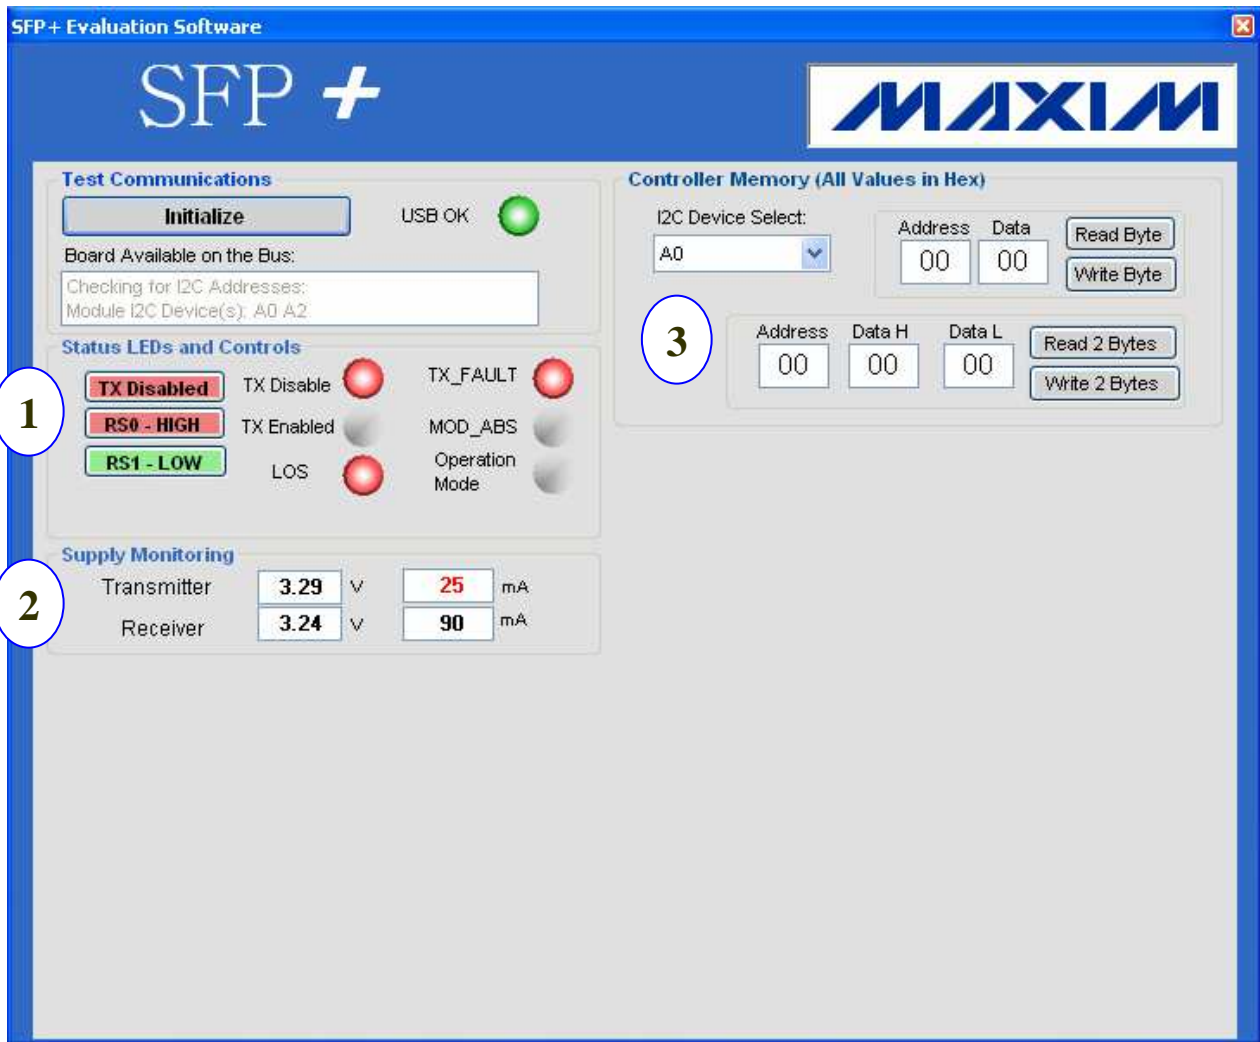 SFP+ Evaluation Software
SFP +
MAXIM
Test Communications
Initialize
USB OK
Board Available on the Bus:
Checking for I2C Addresses:
Module I2C Device(s): A0 A2
Status LEDs and Controls
1
TX Disabled
TX Disable
TX_FAULT
RS0 - HIGH
TX Enabled
MOD_ABS
RS1 - LOW
LOS
Operation
Mode
Supply Monitoring
2
Transmitter 3.29 V 25 mA
Receiver 3.24 V 90 mA
Controller Memory (All Values in Hex)
I2C Device Select:
A0
Address Data
00 00
Read Byte
Write Byte
3
Address Data H Data L
00 00 00
Read 2 Bytes
Write 2 Bytes